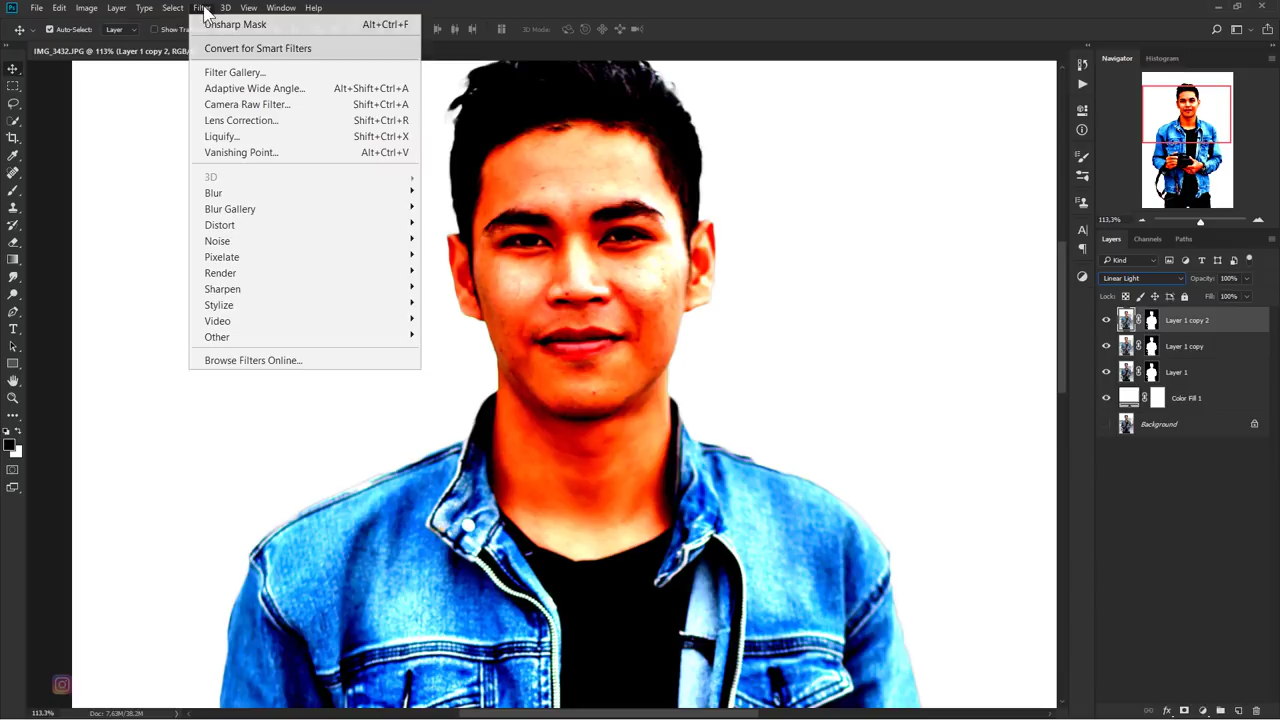 Ps File Edit Image Layer Type Select Filter 3D View Window Help
Auto-Select: Layer 3D Mode:
IMG_3432.JPG @ 113% (Layer 1 copy 2, RGB/
Unsharp Mask Alt+Ctrl+F
Convert for Smart Filters
Filter Gallery...
Adaptive Wide Angle... Alt+Shift+Ctrl+A
Camera Raw Filter... Shift+Ctrl+A
Lens Correction... Shift+Ctrl+R
Liquify... Shift+Ctrl+X
Vanishing Point... Alt+Ctrl+V
3D
Blur
Blur Gallery
Distort
Noise
Pixelate
Render
Sharpen
Stylize
Video
Other
Browse Filters Online...
Navigator Histogram
113,3%
Layers Channels Paths
Kind
Linear Light Opacity: 100%
Lock: Fill: 100%
Layer 1 copy 2
Layer 1 copy
Layer 1
Color Fill 1
Background
113.3% Doc: 7,63M/38.2M